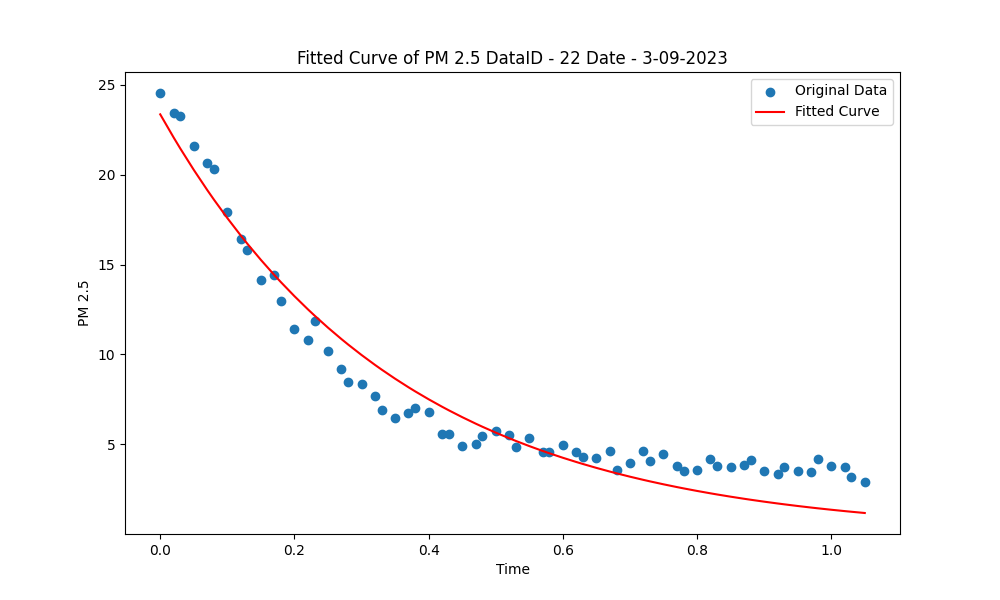 Fitted Curve of PM 2.5 DataID - 22 Date - 3-09-2023
Original Data
Fitted Curve
25
20
15
10
5
PM 2.5
0.0 0.2 0.4 0.6 0.8 1.0
Time